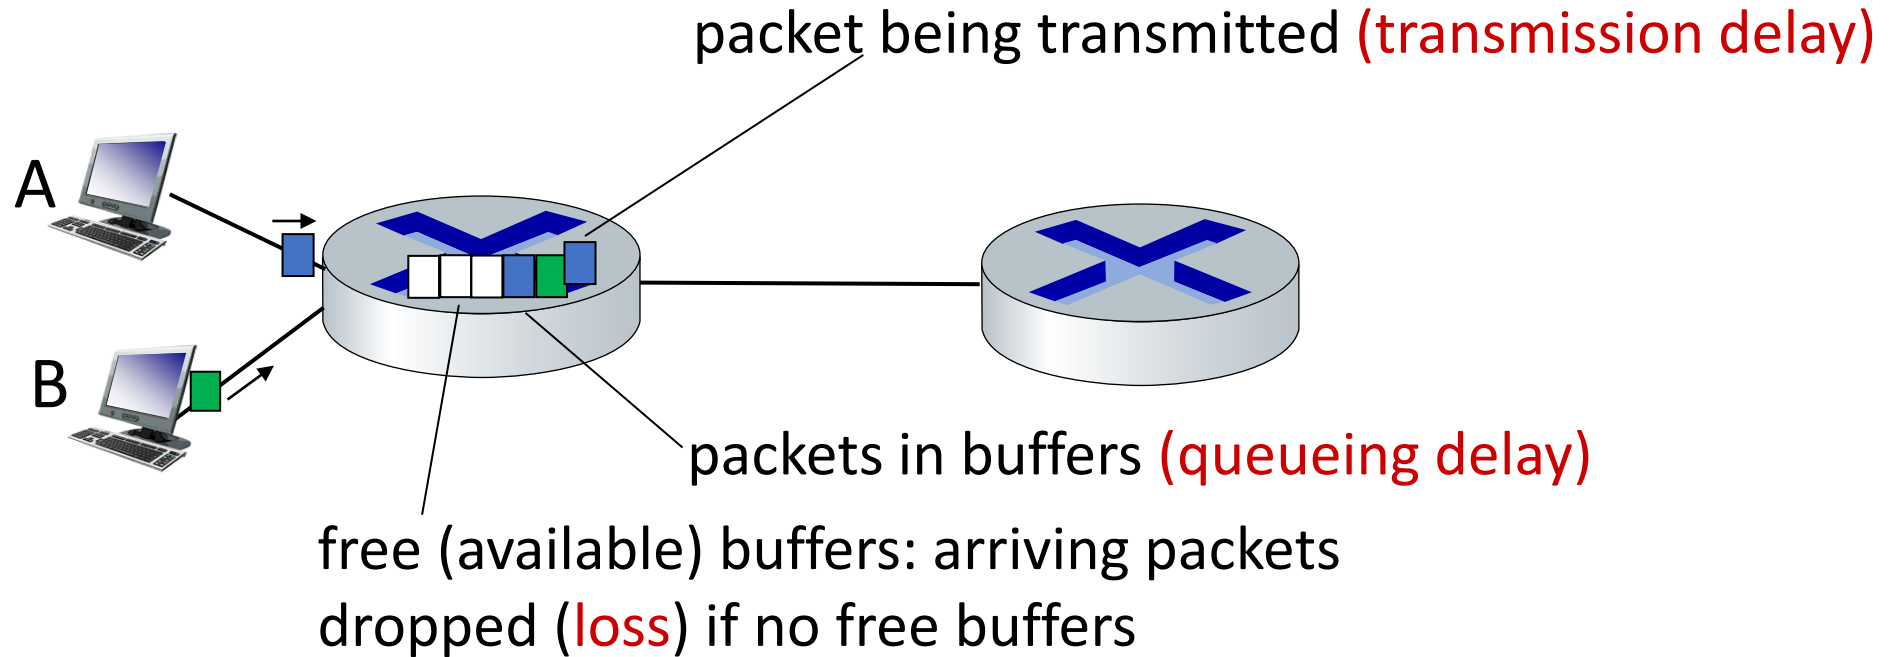 packet being transmitted (transmission delay)
A
B
packets in buffers (queueing delay)
free (available) buffers: arriving packets
dropped (loss) if no free buffers